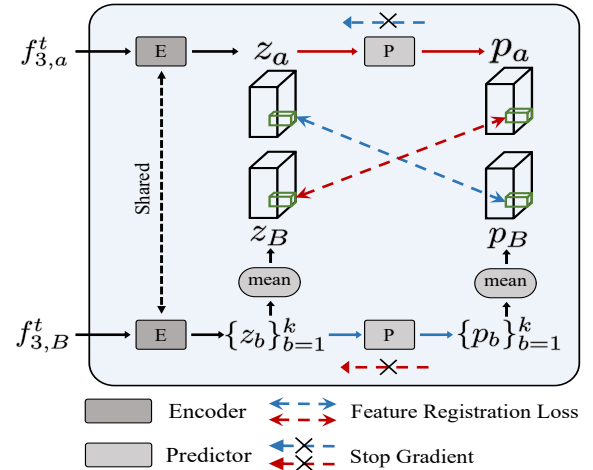 f^t_{3,a} E z_a P p_a
Shared
z_B p_B
mean mean
f^t_{3,B} E {z_b}^k_{b=1} P {p_b}^k_{b=1}
Encoder Feature Registration Loss
Predictor Stop Gradient